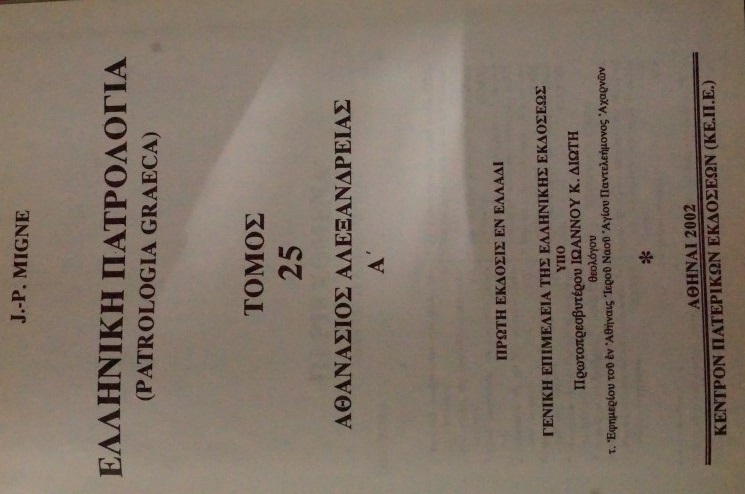 J.-P. MIGNE
ΕΛΛΗΝΙΚΗ ΠΑΤΡΟΛΟΓΙΑ
(PATROLOGIA GRAECA)
ΤΟΜΟΣ
25
ΑΘΑΝΑΣΙΟΣ ΑΛΕΞΑΝΔΡΕΙΑΣ
Α΄
ΠΡΩΤΗ ΕΚΔΟΣΙΣ ΕΝ ΕΛΛΑΔΙ
ΓΕΝΙΚΗ ΕΠΙΜΕΛΕΙΑ ΤΗΣ ΕΛΛΗΝΙΚΗΣ ΕΚΔΟΣΕΩΣ
ΥΠΟ
Πρωτοπρεσβυτέρου ΙΩΑΝΝΟΥ Κ. ΔΙΩΤΗ
θεολόγου
τ. Ἐφημερίου τοῦ ἐν Ἀθήναις Ἱεροῦ Ναοῦ Ἁγίου Παντελεήμονος Ἀχαρνῶν
*
ΑΘΗΝΑΙ 2002
ΚΕΝΤΡΟΝ ΠΑΤΕΡΙΚΩΝ ΕΚΔΟΣΕΩΝ (ΚΕ.Π.Ε.)